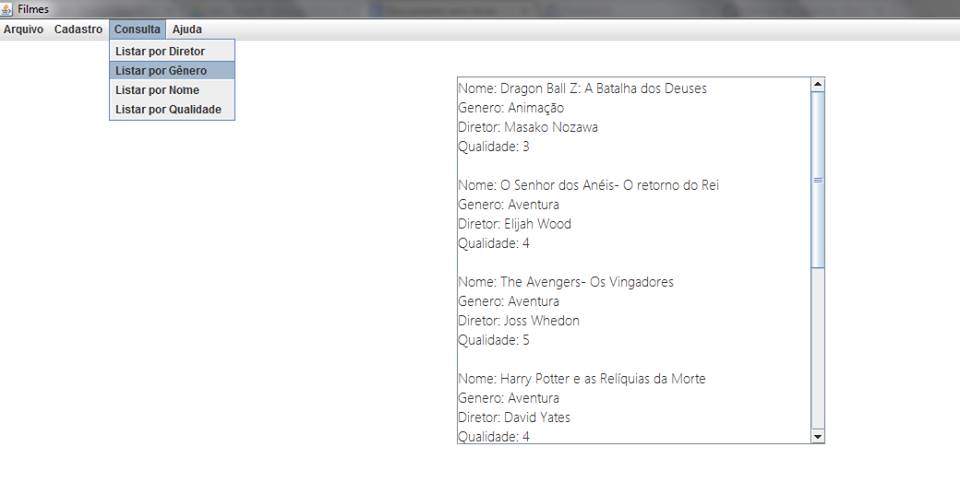 Filmes
Arquivo Cadastro Consulta Ajuda
Listar por Diretor
Listar por Gênero
Listar por Nome
Listar por Qualidade
Nome: Dragon Ball Z: A Batalha dos Deuses
Genero: Animação
Diretor: Masako Nozawa
Qualidade: 3
Nome: O Senhor dos Anéis- O retorno do Rei
Genero: Aventura
Diretor: Elijah Wood
Qualidade: 4
Nome: The Avengers- Os Vingadores
Genero: Aventura
Diretor: Joss Whedon
Qualidade: 5
Nome: Harry Potter e as Relíquias da Morte
Genero: Aventura
Diretor: David Yates
Qualidade: 4